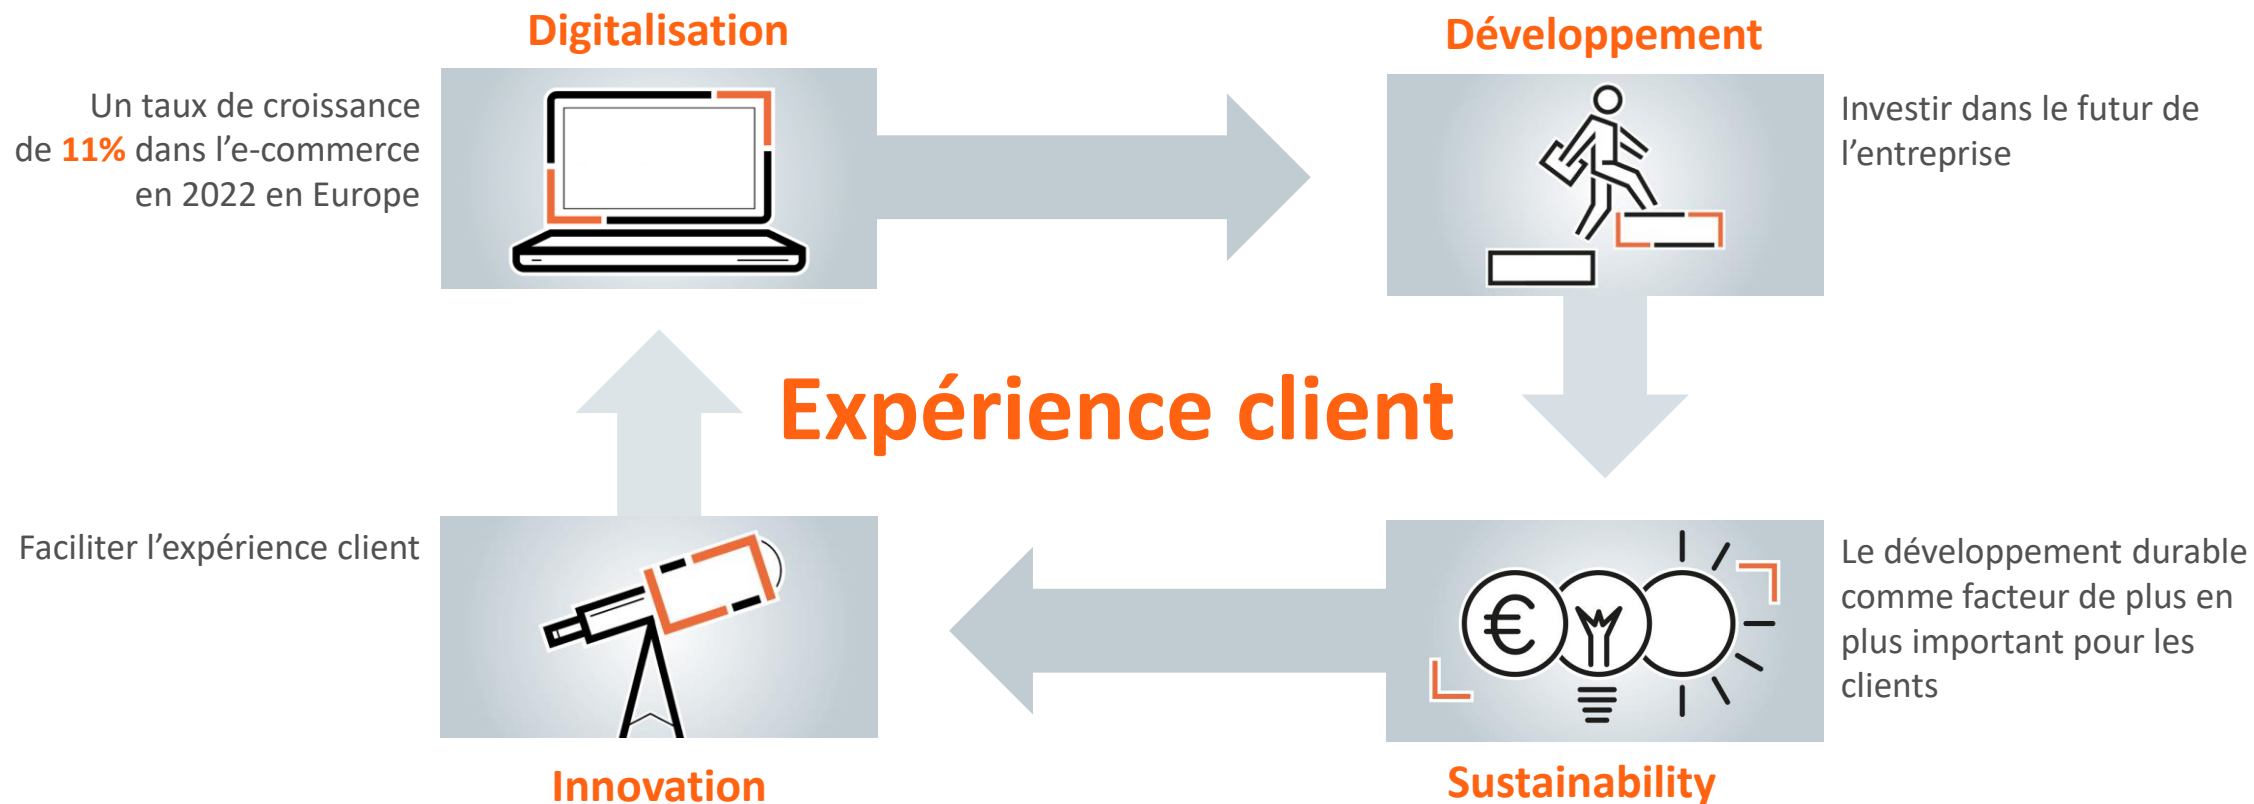 Digitalisation
Un taux de croissance
de 11% dans l’e-commerce
en 2022 en Europe
Développement
Investir dans le futur de
l’entreprise
Expérience client
Faciliter l’expérience client
Innovation
€
Le développement durable
comme facteur de plus en
plus important pour les
clients
Sustainability